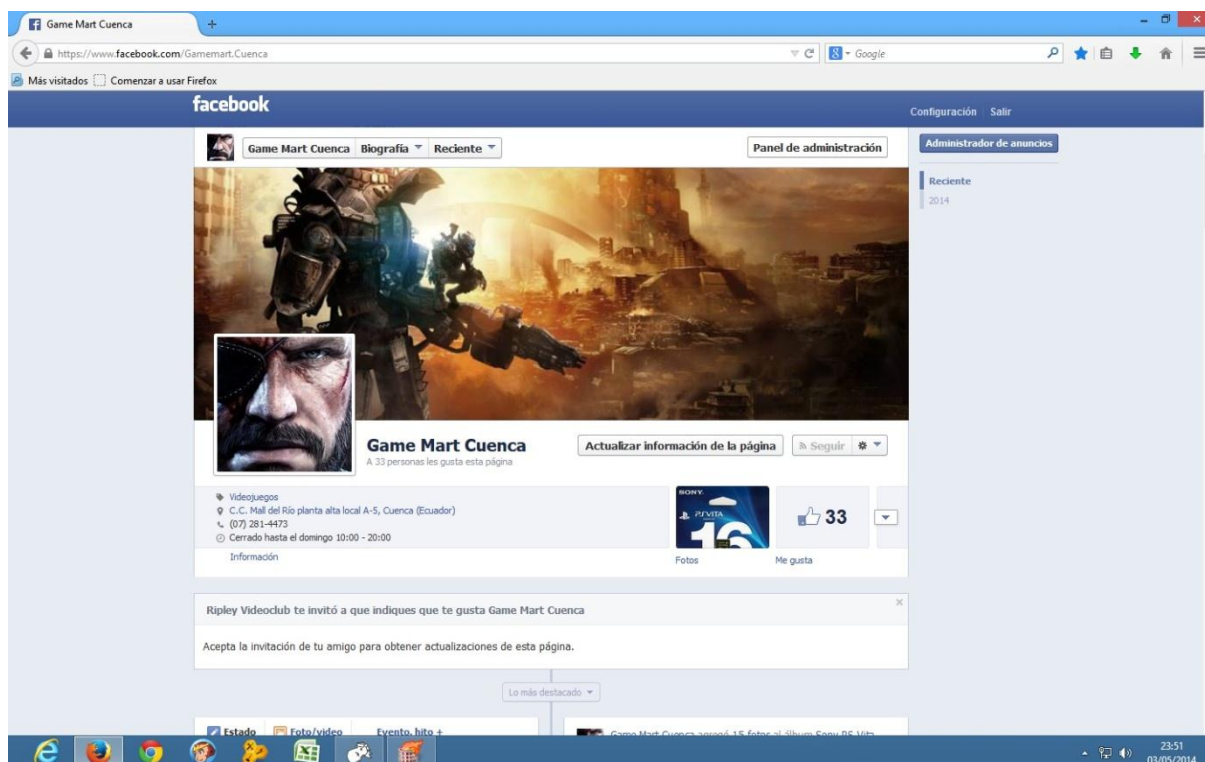 Game Mart Cuenca
https://www.facebook.com/Gamemart.Cuenca
Google
Más visitados Comenzar a usar Firefox
facebook
Configuración Salir
Game Mart Cuenca Biografía Reciente
Panel de administración
Administrador de anuncios
Reciente
2014
Game Mart Cuenca
A 33 personas les gusta esta página
Actualizar información de la página
Seguir
Videojuegos
C.C. Mall del Río planta alta local A-5, Cuenca (Ecuador)
(07) 281-4473
Cerrado hasta el domingo 10:00 - 20:00
Información
SONY
PSVITA
16
Fotos
33
Me gusta
Ripley Videoclub te invitó a que indiques que te gusta Game Mart Cuenca
Acepta la invitación de tu amigo para obtener actualizaciones de esta página.
Lo más destacado
Estado Foto/video Evento, hito +
Game Mart Cuenca agregó 15 fotos al álbum Sony PS Vita
23:51
03/05/2014